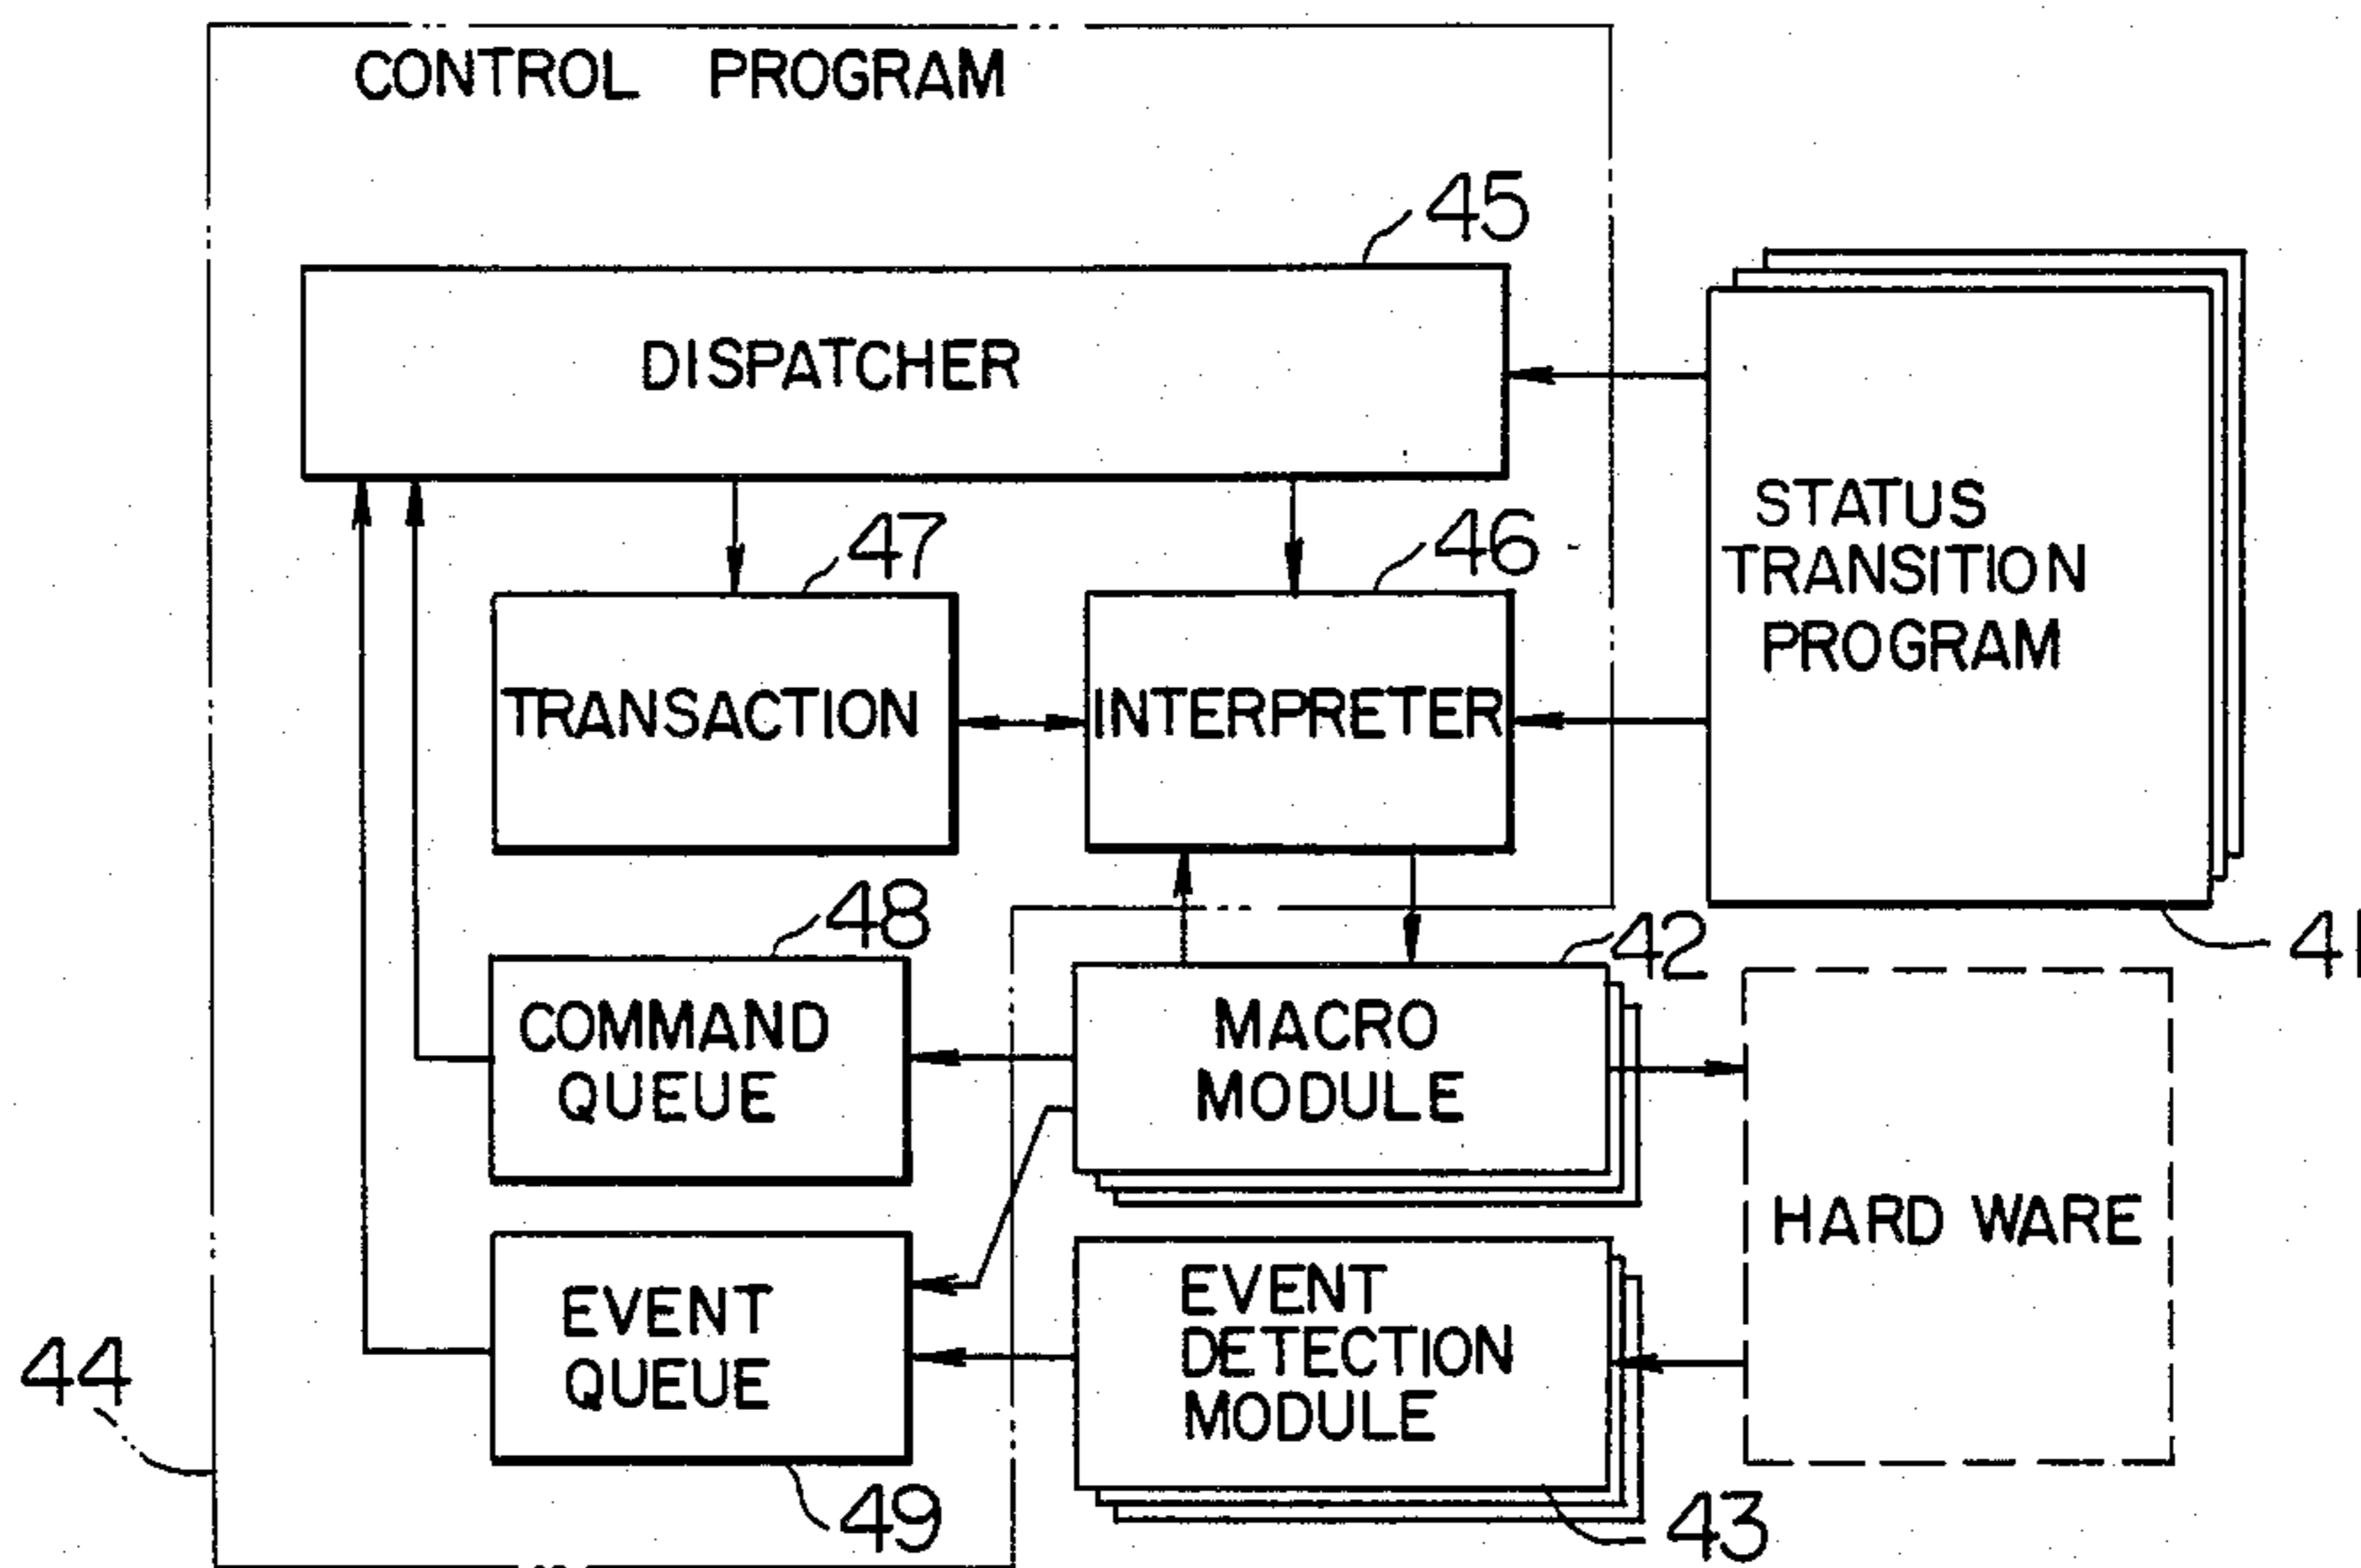 CONTROL PROGRAM
45
DISPATCHER
47
46
STATUS
TRANSITION
PROGRAM
TRANSACTION
INTERPRETER
48
42
41
COMMAND
QUEUE
MACRO
MODULE
HARD WARE
EVENT
QUEUE
EVENT
DETECTION
MODULE
44
49
43